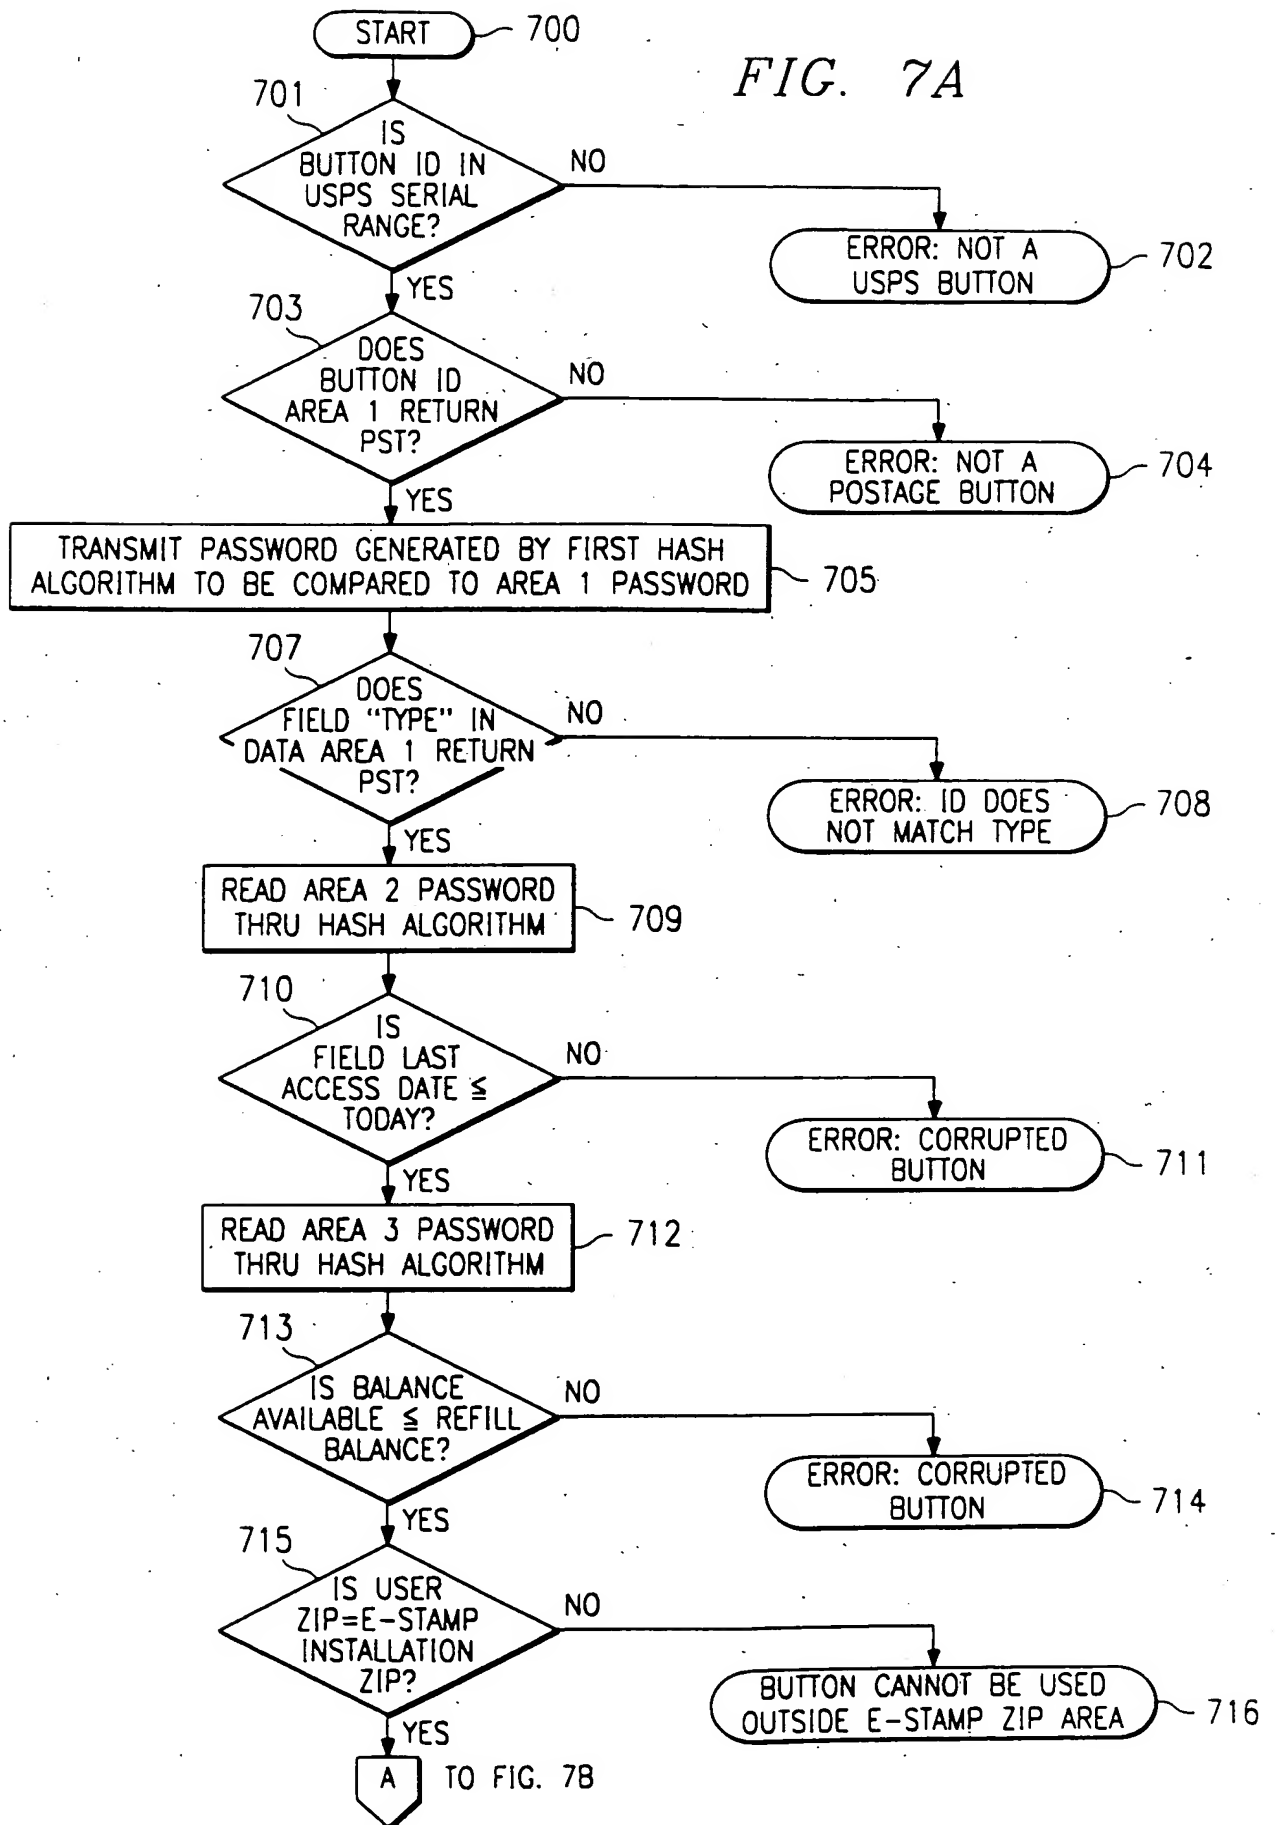 START
700
FIG. 7A
701
IS
BUTTON ID IN
USPS SERIAL
RANGE?
NO
ERROR: NOT A
USPS BUTTON
702
YES
703
DOES
BUTTON ID
AREA 1 RETURN
PST?
NO
ERROR: NOT A
POSTAGE BUTTON
704
YES
TRANSMIT PASSWORD GENERATED BY FIRST HASH
ALGORITHM TO BE COMPARED TO AREA 1 PASSWORD
705
707
DOES
FIELD "TYPE" IN
DATA AREA 1 RETURN
PST?
NO
ERROR: ID DOES
NOT MATCH TYPE
708
YES
READ AREA 2 PASSWORD
THRU HASH ALGORITHM
709
710
IS
FIELD LAST
ACCESS DATE ≦
TODAY?
NO
ERROR: CORRUPTED
BUTTON
711
YES
READ AREA 3 PASSWORD
THRU HASH ALGORITHM
712
713
IS BALANCE
AVAILABLE ≦ REFILL
BALANCE?
NO
ERROR: CORRUPTED
BUTTON
714
YES
715
IS USER
ZIP=E-STAMP
INSTALLATION
ZIP?
NO
BUTTON CANNOT BE USED
OUTSIDE E-STAMP ZIP AREA
716
YES
A
TO FIG. 7B